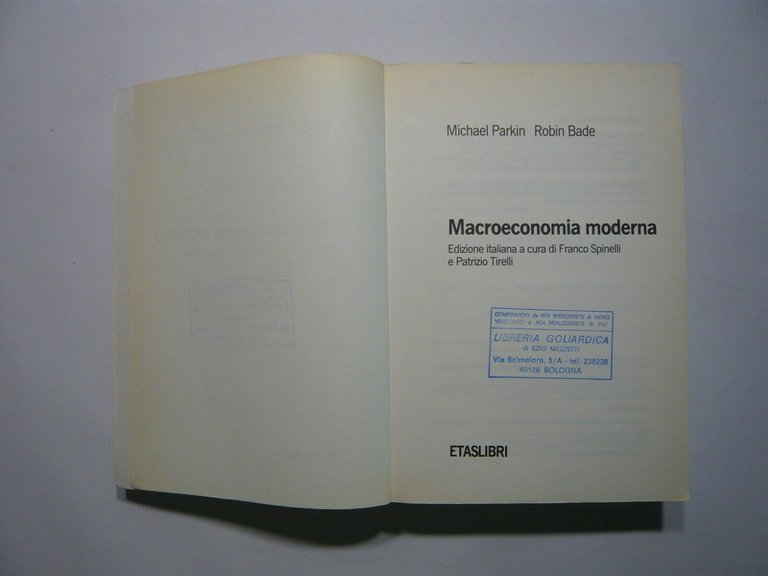 Michael Parkin Robin Bade
Macroeconomia moderna
Edizione italiana a cura di Franco Spinelli
e Patrizio Tirelli
COMPRANDO da NOI SPENDERETE di MENO
VENDENDO a NOI REALIZZERETE di PIU'
LIBRERIA GOLIARDICA
di EZIO MEZZETTI
Via Belmeloro, 5/A - tel. 238236
40126 BOLOGNA
ETASLIBRI